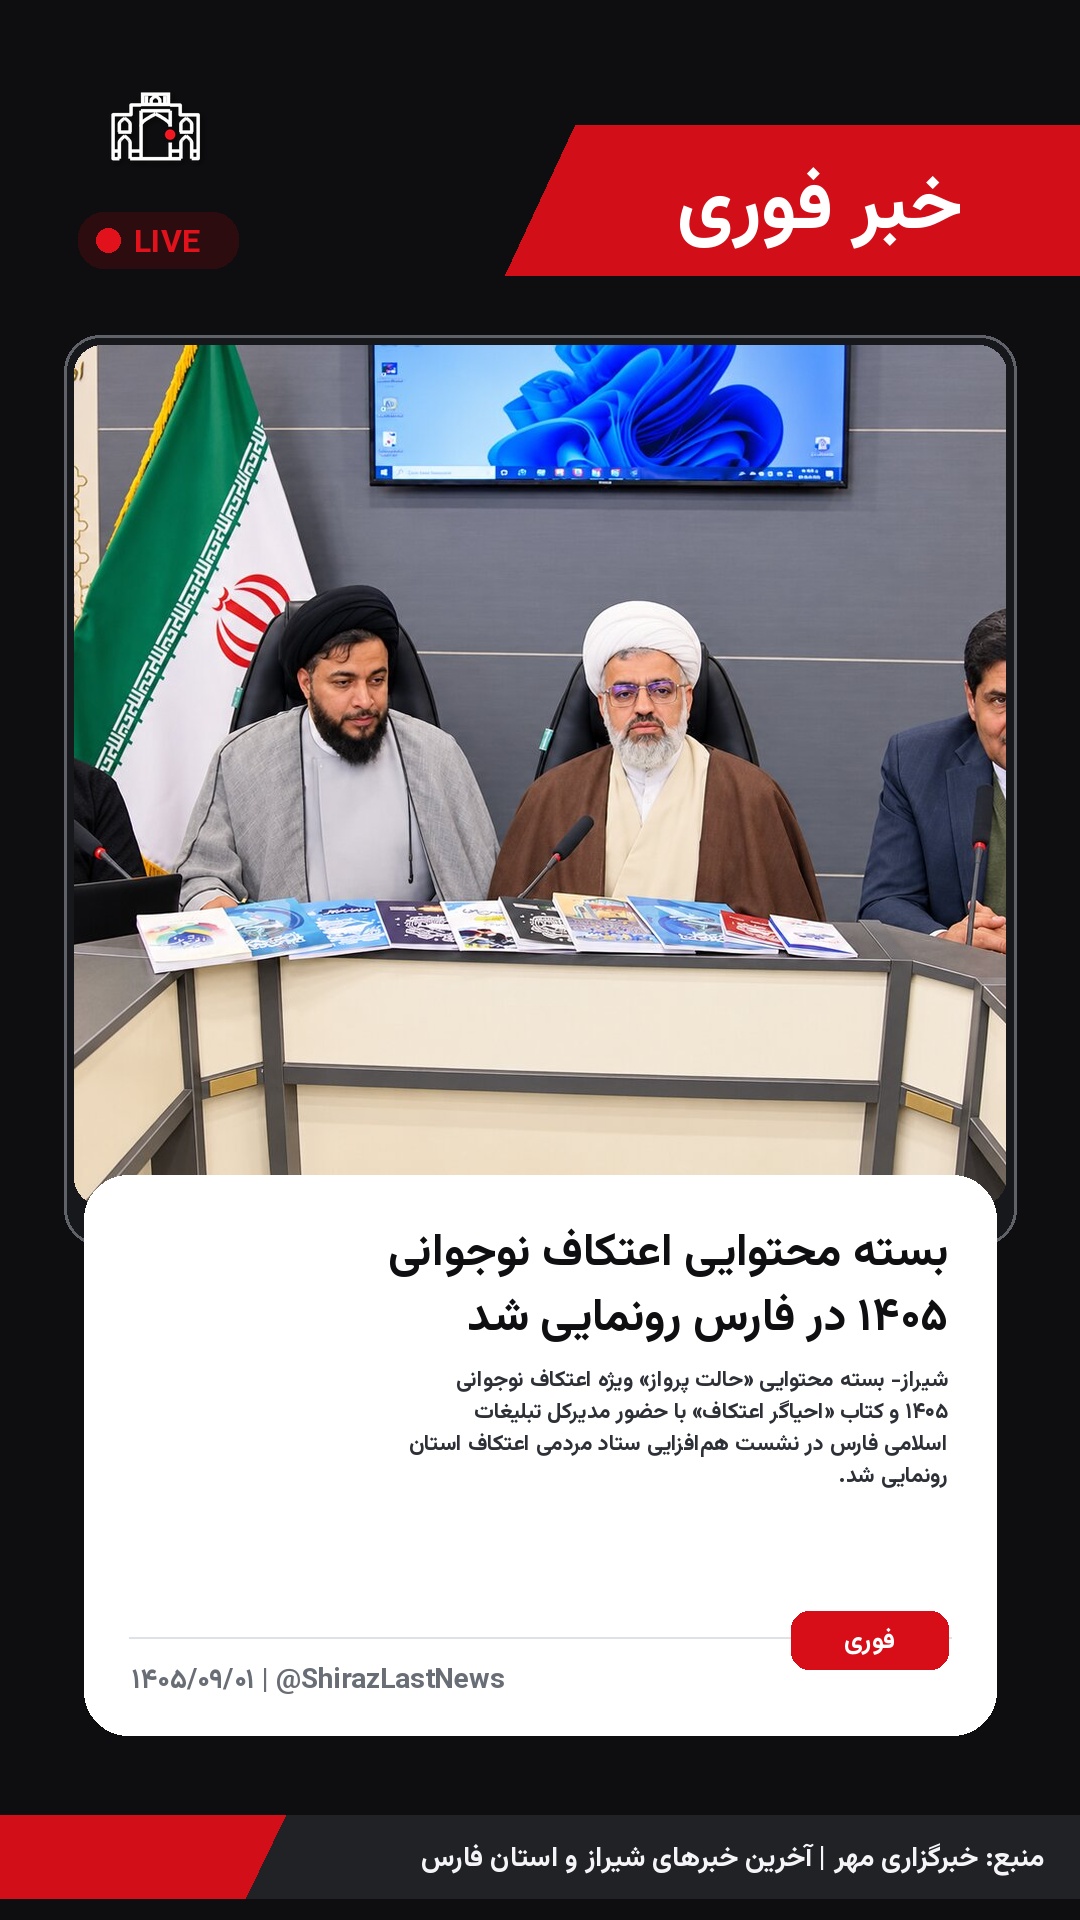 خبر فوری
LIVE
بسته محتوایی اعتکاف نوجوانی
۱۴۰۵ در فارس رونمایی شد
شیراز- بسته محتوایی «حالت پرواز» ویژه اعتکاف نوجوانی
۱۴۰۵ و کتاب «احیاگر اعتکاف» با حضور مدیرکل تبلیغات
اسلامی فارس در نشست هم‌افزایی ستاد مردمی اعتکاف استان
رونمایی شد.
فوری
۱۴۰۵/۰۹/۰۱ | @ShirazLastNews
منبع: خبرگزاری مهر | آخرین خبرهای شیراز و استان فارس